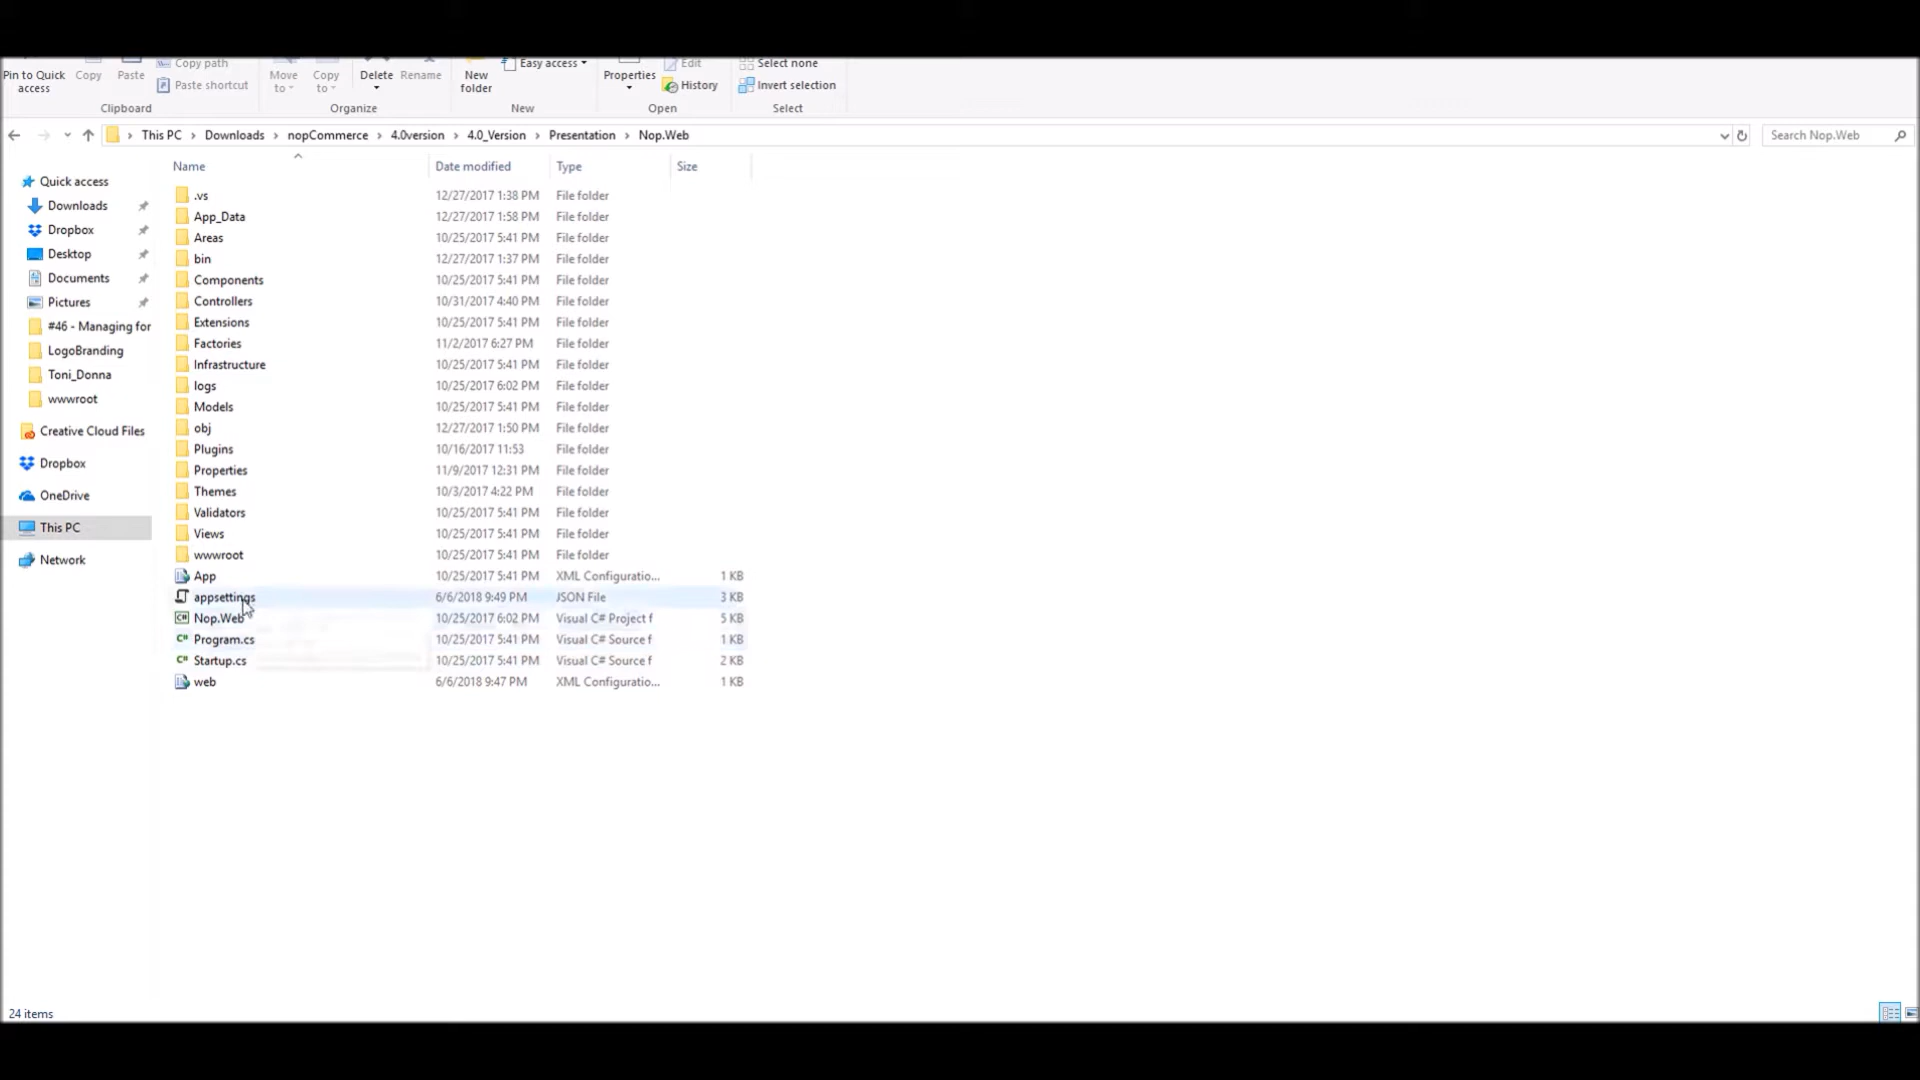 Copy path
Easy access
Edit
Select none
Pin to Quick access
Copy
Paste
Paste shortcut
Move to
Copy to
Delete
Rename
New folder
Properties
History
Invert selection
Clipboard
Organize
New
Open
Select
This PC > Downloads > nopCommerce > 4.0version > 4.0_Version > Presentation > Nop.Web
Search Nop.Web
Name Date modified Type Size
Quick access
Downloads
Dropbox
Desktop
Documents
Pictures
#46 - Managing for
LogoBranding
Toni_Donna
wwwroot
Creative Cloud Files
Dropbox
OneDrive
This PC
Network
.vs 12/27/2017 1:38 PM File folder
App_Data 12/27/2017 1:58 PM File folder
Areas 10/25/2017 5:41 PM File folder
bin 12/27/2017 1:37 PM File folder
Components 10/25/2017 5:41 PM File folder
Controllers 10/31/2017 4:40 PM File folder
Extensions 10/25/2017 5:41 PM File folder
Factories 11/2/2017 6:27 PM File folder
Infrastructure 10/25/2017 5:41 PM File folder
logs 10/25/2017 6:02 PM File folder
Models 10/25/2017 5:41 PM File folder
obj 12/27/2017 1:50 PM File folder
Plugins 10/16/2017 11:53 File folder
Properties 11/9/2017 12:31 PM File folder
Themes 10/3/2017 4:22 PM File folder
Validators 10/25/2017 5:41 PM File folder
Views 10/25/2017 5:41 PM File folder
wwwroot 10/25/2017 5:41 PM File folder
App 10/25/2017 5:41 PM XML Configuratio... 1 KB
appsettings 6/6/2018 9:49 PM JSON File 3 KB
Nop.Web 10/25/2017 6:02 PM Visual C# Project f 5 KB
Program.cs 10/25/2017 5:41 PM Visual C# Source f 1 KB
Startup.cs 10/25/2017 5:41 PM Visual C# Source f 2 KB
web 6/6/2018 9:47 PM XML Configuratio... 1 KB
24 items